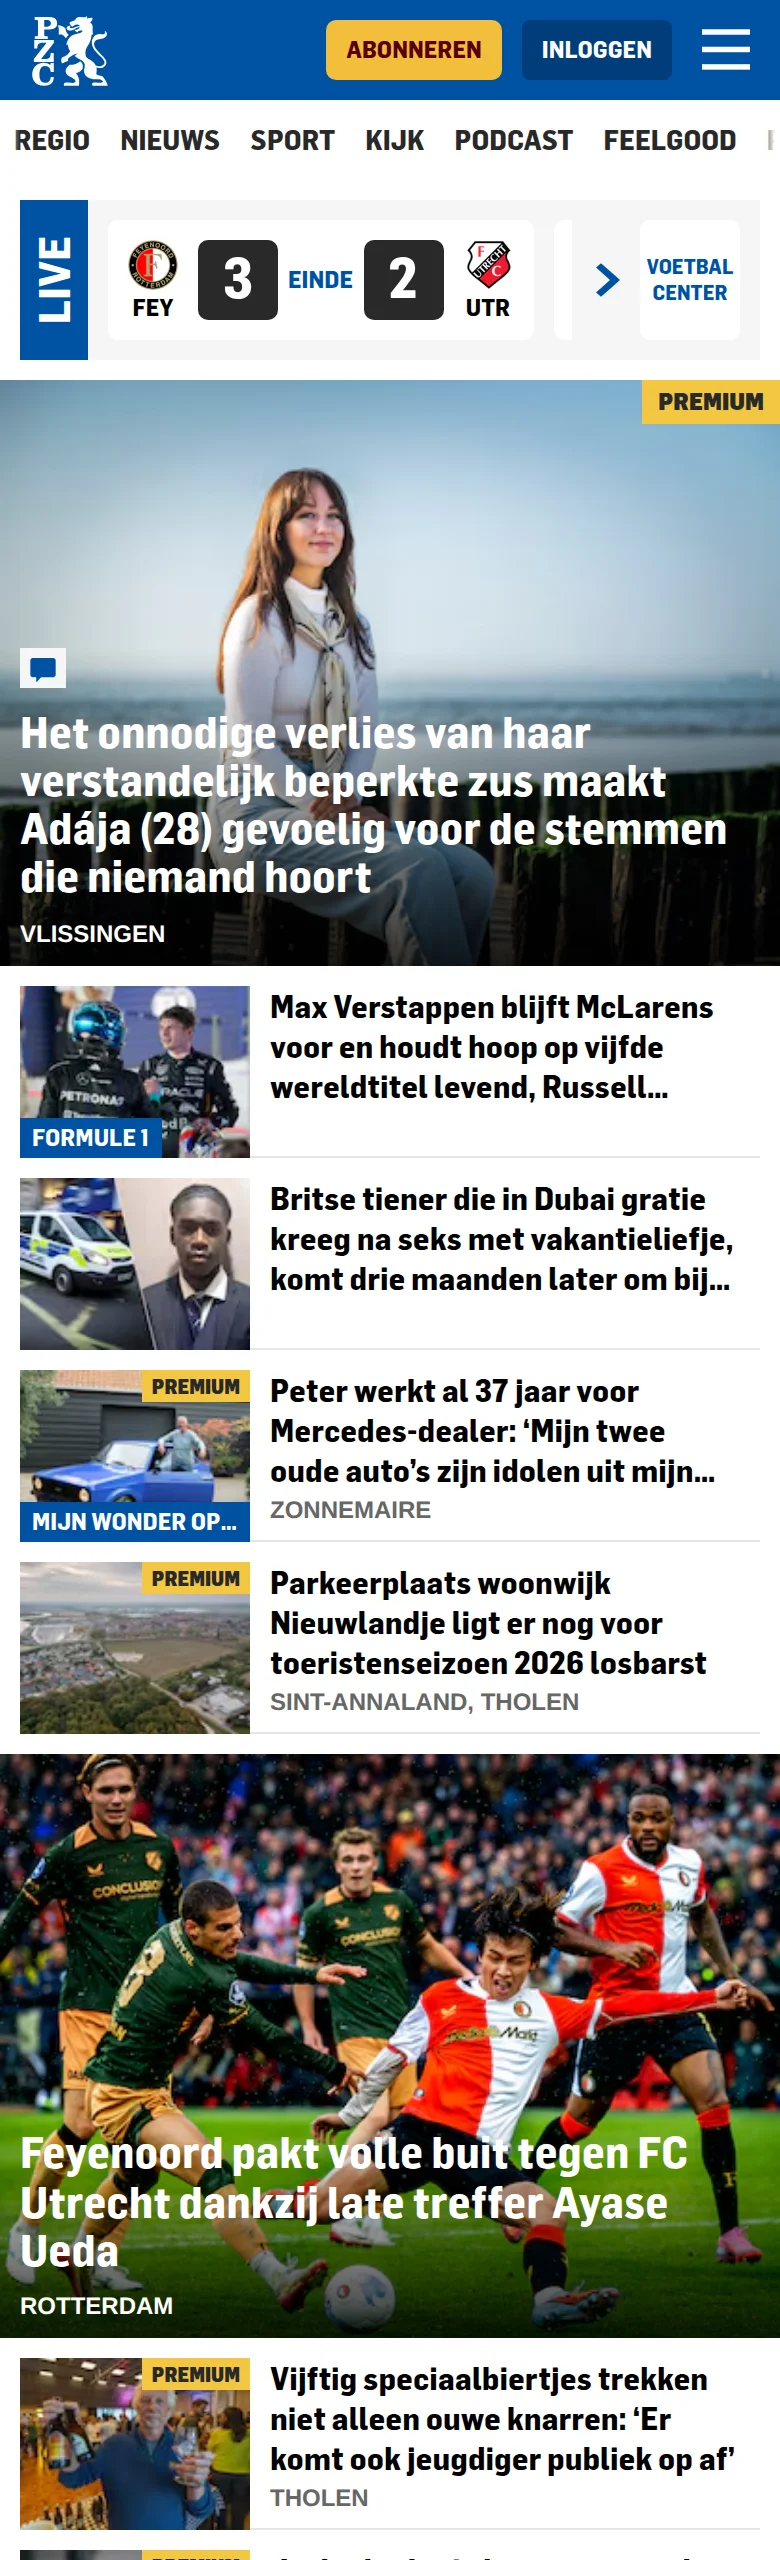 PZC
ABONNEREN
INLOGGEN
REGIO NIEUWS SPORT KIJK PODCAST FEELGOOD
LIVE
FEY
3
EINDE
2
UTR
VOETBAL
CENTER
PREMIUM
Het onnodige verlies van haar
verstandelijk beperkte zus maakt
Adája (28) gevoelig voor de stemmen
die niemand hoort
VLISSINGEN
PETRONAS
FORMULE 1
Max Verstappen blijft McLarens
voor en houdt hoop op vijfde
wereldtitel levend, Russell...
Britse tiener die in Dubai gratie
kreeg na seks met vakantieliefje,
komt drie maanden later om bij...
PREMIUM
MIJN WONDER OP...
Peter werkt al 37 jaar voor
Mercedes-dealer: ‘Mijn twee
oude auto’s zijn idolen uit mijn...
ZONNEMAIRE
PREMIUM
Parkeerplaats woonwijk
Nieuwlandje ligt er nog voor
toeristenseizoen 2026 losbarst
SINT-ANNALAND, THOLEN
CONCLUSION
CONCLUSION
MediaMarkt
Feyenoord pakt volle buit tegen FC
Utrecht dankzij late treffer Ayase
Ueda
ROTTERDAM
PREMIUM
Vijftig speciaalbiertjes trekken
niet alleen ouwe knarren: ‘Er
komt ook jeugdiger publiek op af’
THOLEN